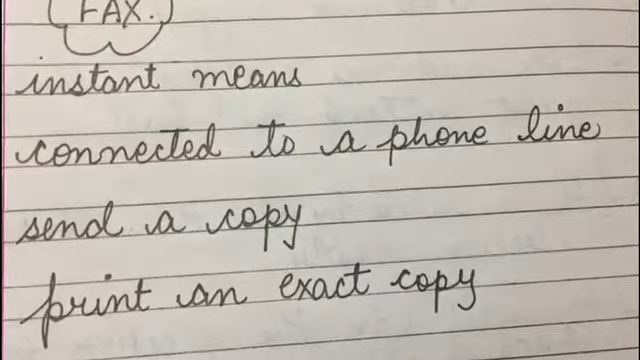 FAX.
instant means
connected to a phone line
send a copy
print an exact copy